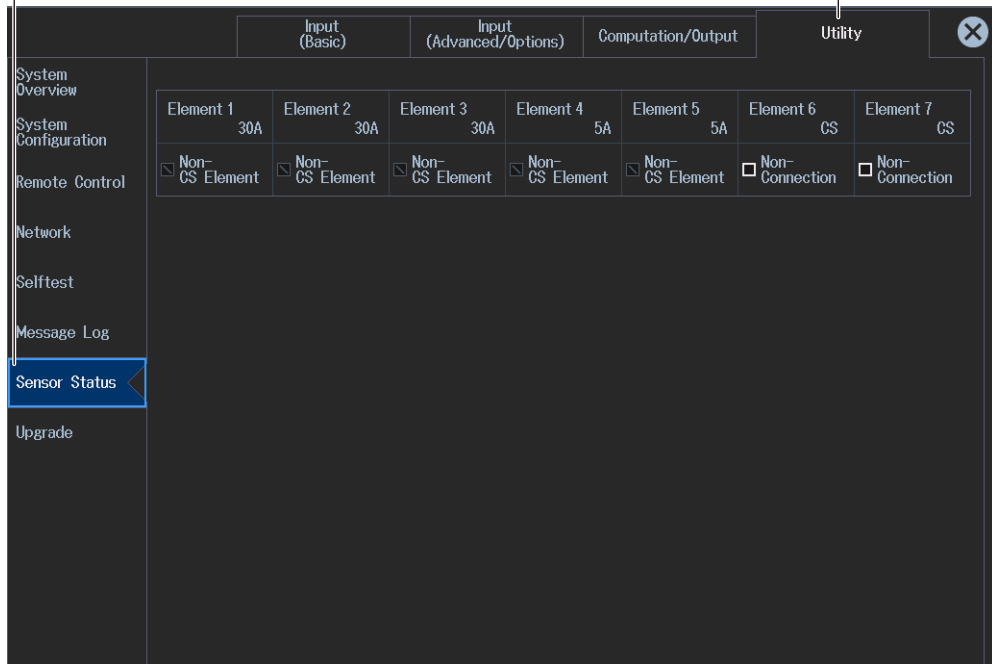 Input
(Basic)
Input
(Advanced/Options)
Computation/Output
Utility
System
Overview
System
Configuration
Remote Control
Network
Selftest
Message Log
Sensor Status
Upgrade
Element 1
30A
Element 2
30A
Element 3
30A
Element 4
5A
Element 5
5A
Element 6
CS
Element 7
CS
Non-
CS Element
Non-
CS Element
Non-
CS Element
Non-
CS Element
Non-
CS Element
Non-
Connection
Non-
Connection